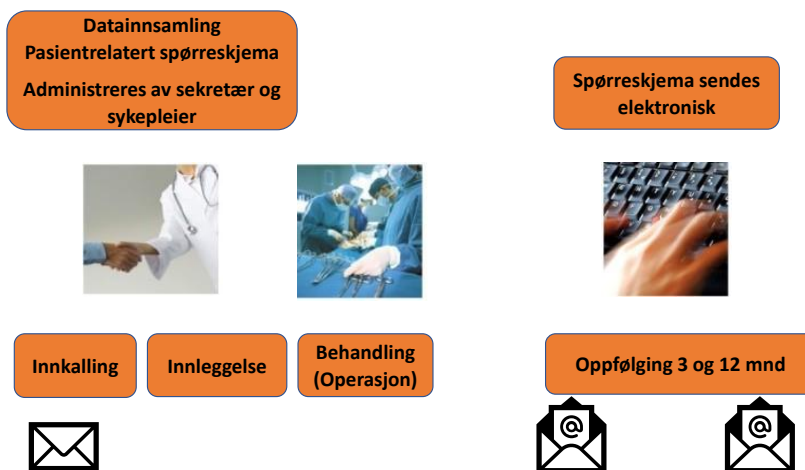 Datainnsamling
Pasientrelatert spørreskjema
Administreres av sekretær og
sykepleier
Spørreskjema sendes
elektronisk
Innkalling
Innleggelse
Behandling
(Operasjon)
Oppfølging 3 og 12 mnd
@
@